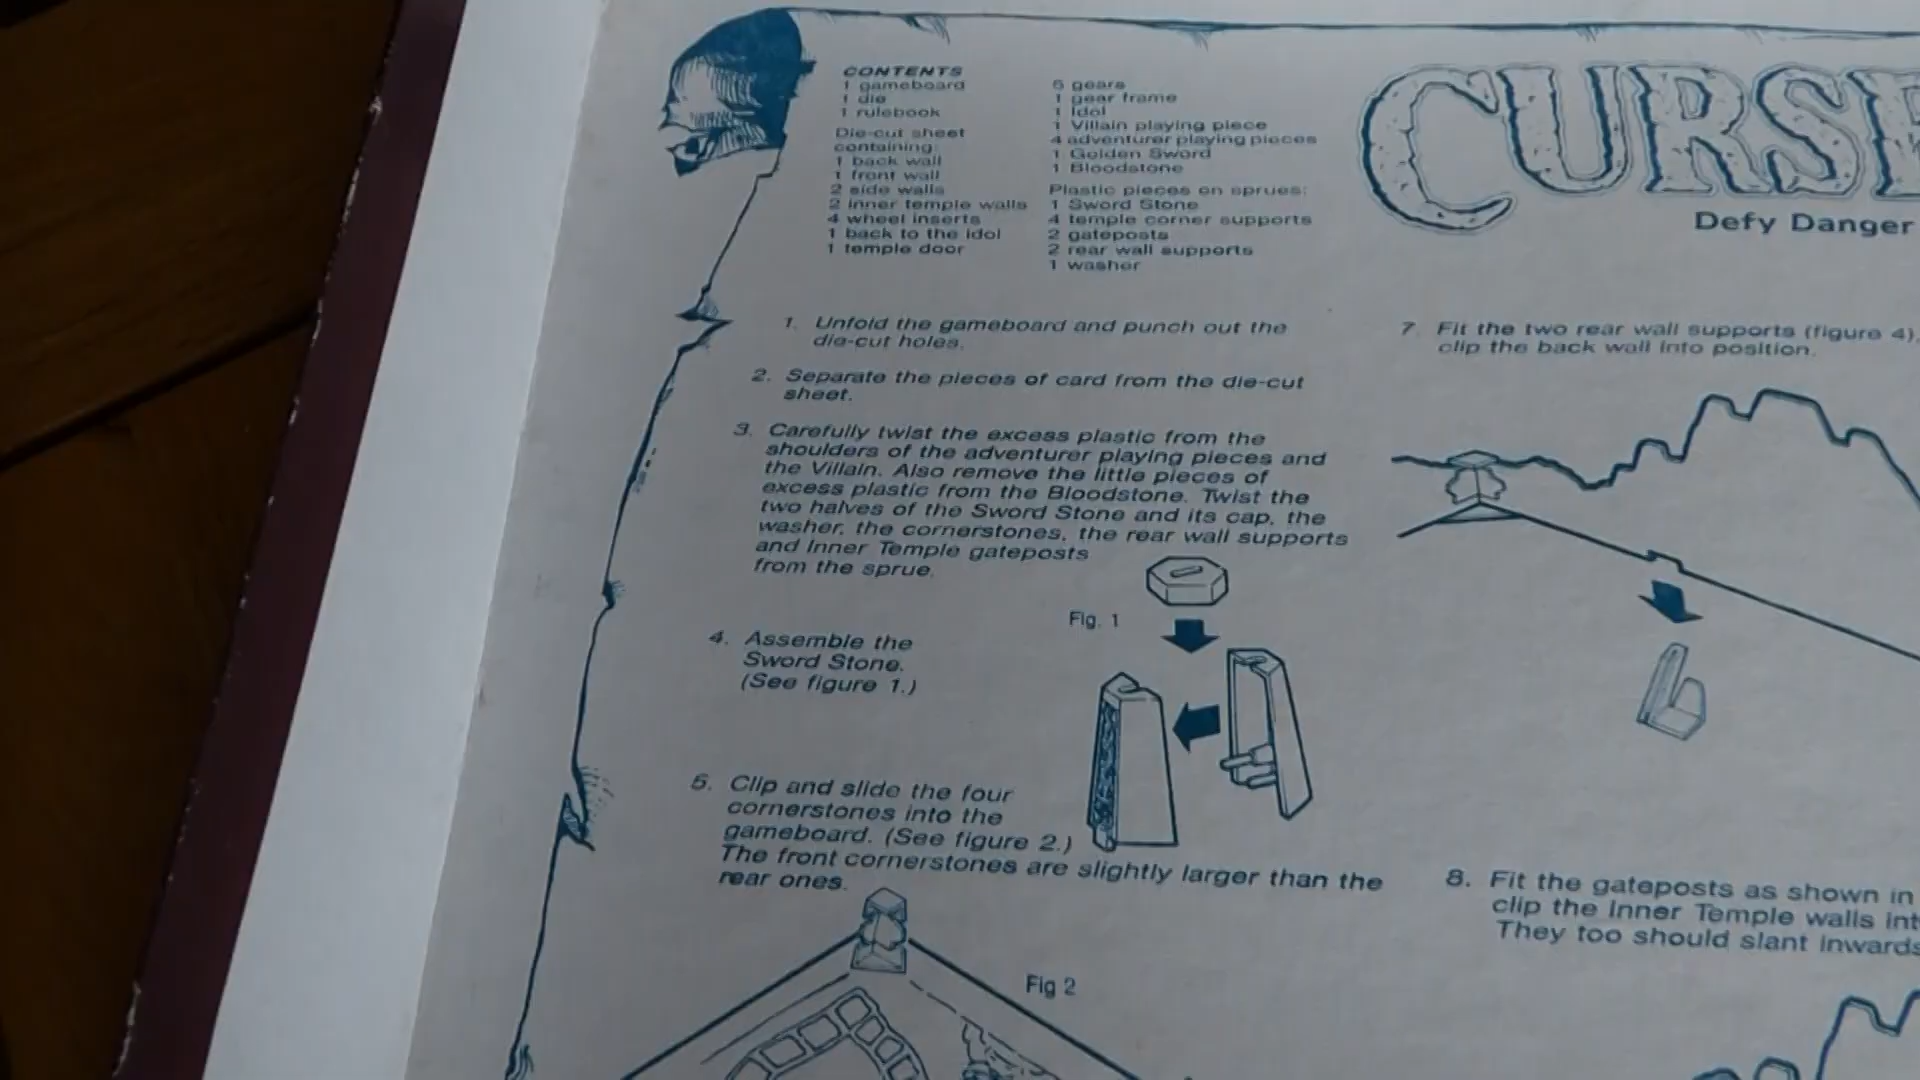 CONTENTS
1 gameboard
1 die
1 rulebook
Die-cut sheet
containing:
1 back wall
1 front wall
2 side walls
2 inner temple walls
4 wheel inserts
1 back to the idol
1 temple door
5 gears
1 gear frame
1 Idol
1 Villain playing piece
4 adventurer playing pieces
1 Golden Sword
1 Bloodstone
Plastic pieces on sprues:
1 Sword Stone
4 temple corner supports
2 gateposts
2 rear wall supports
1 washer
CURSE
Defy Danger
1. Unfold the gameboard and punch out the
die-cut holes.
2. Separate the pieces of card from the die-cut
sheet.
3. Carefully twist the excess plastic from the
shoulders of the adventurer playing pieces and
the Villain. Also remove the little pieces of
excess plastic from the Bloodstone. Twist the
two halves of the Sword Stone and its cap, the
washer, the cornerstones, the rear wall supports
and Inner Temple gateposts
from the sprue.
Fig. 1
4. Assemble the
Sword Stone.
(See figure 1.)
5. Clip and slide the four
cornerstones into the
gameboard. (See figure 2.)
The front cornerstones are slightly larger than the
rear ones.
Fig 2
7. Fit the two rear wall supports (figure 4),
clip the back wall into position.
8. Fit the gateposts as shown in
clip the Inner Temple walls int
They too should slant inwards